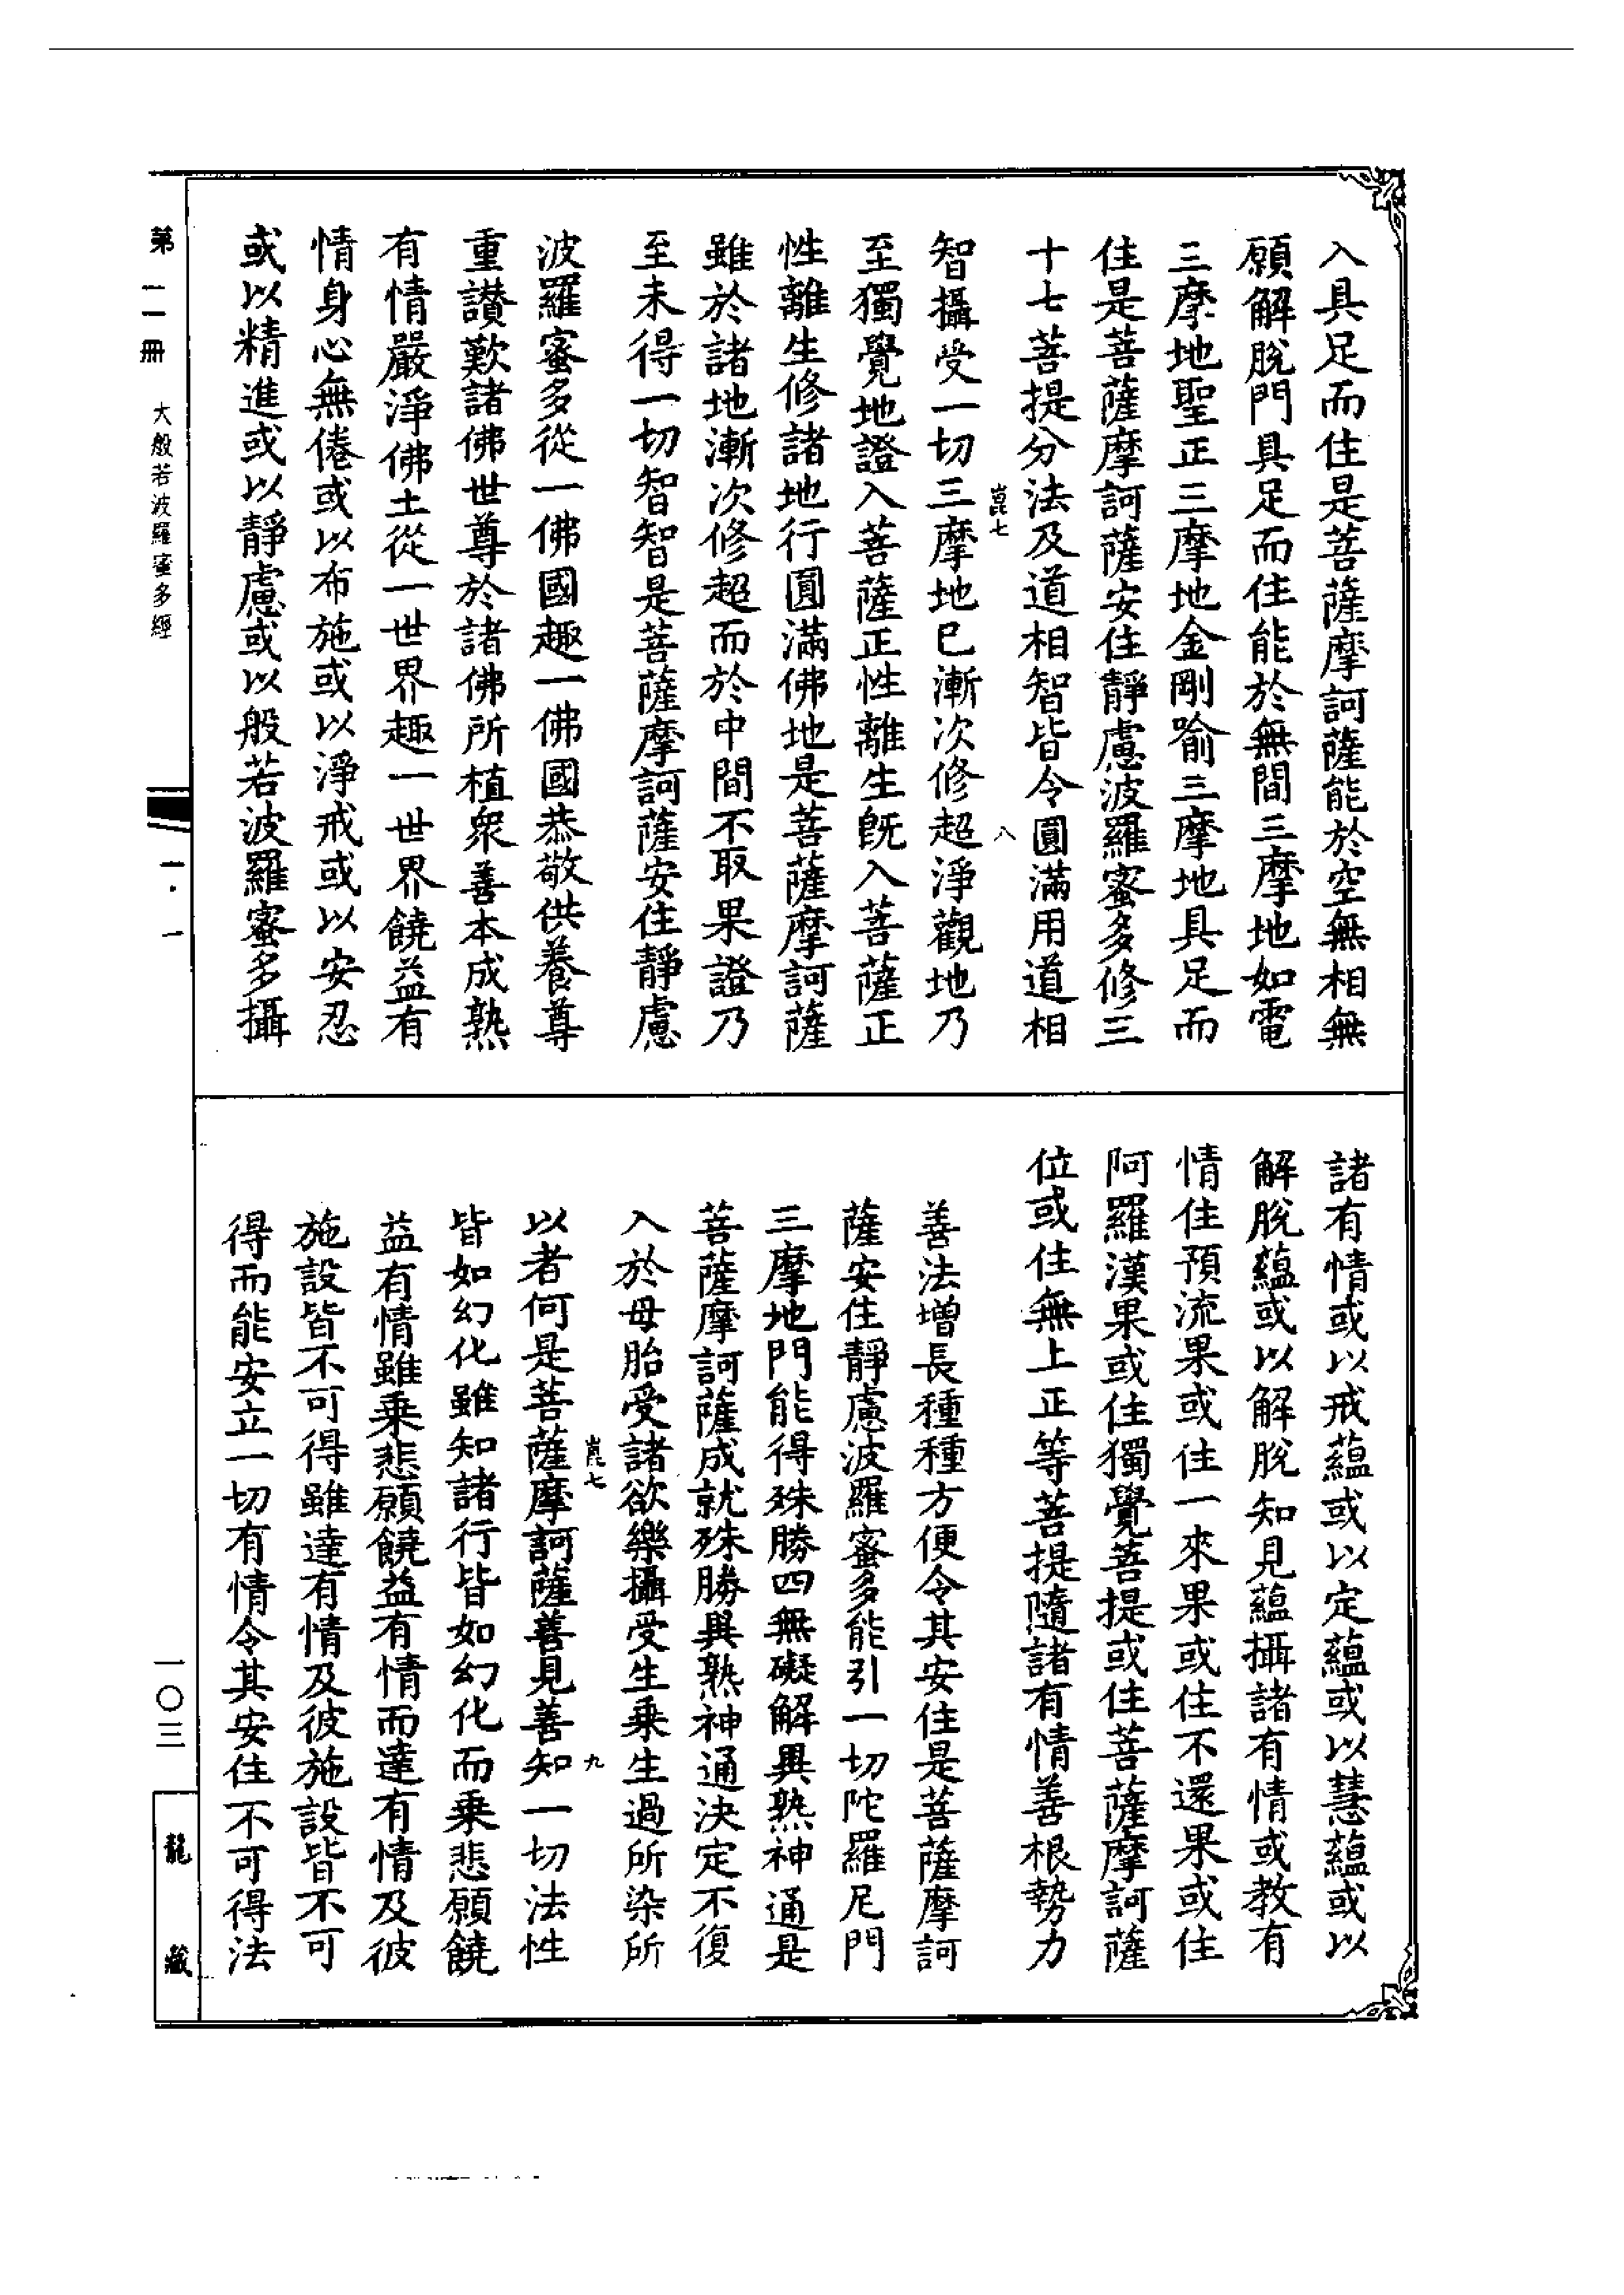 入具足而住是菩薩摩訶薩能於空無相無
願解脫門具足而住能於無間三摩地如電
三摩地聖正三摩地金剛喻三摩地具足而
住是菩薩摩訶薩安住靜慮波羅蜜多修三
十七菩提分法及道相智皆令圓滿用道相
崑七 八
智攝受一切三摩地已漸次修超淨觀地乃
至獨覺地證入菩薩正性離生既入菩薩正
性離生修諸地行圓滿佛地是菩薩摩訶薩
雖於諸地漸次修超而於中間不取果證乃
至未得一切智智是菩薩摩訶薩安住靜慮
波羅蜜多從一佛國趣一佛國恭敬供養尊
重讚歎諸佛世尊於諸佛所植眾善本成熟
有情嚴淨佛土從一世界趣一世界饒益有
情身心無倦或以布施或以淨戒或以安忍
或以精進或以靜慮或以般若波羅蜜多攝
諸有情或以戒蘊或以定蘊或以慧蘊或以
解脫蘊或以解脫知見蘊攝諸有情或教有
情住預流果或住一來果或住不還果或住
阿羅漢果或住獨覺菩提或住菩薩摩訶薩
位或住無上正等菩提隨諸有情善根勢力
善法增長種種方便令其安住是菩薩摩訶
薩安住靜慮波羅蜜多能引一切陀羅尼門
三摩地門能得殊勝四無礙解異熟神通是
菩薩摩訶薩成就殊勝異熟神通決定不復
入於母胎受諸欲樂攝受生乘生過所染所
崑七 九
以者何是菩薩摩訶薩善見善知一切法性
皆如幻化雖知諸行皆如幻化而乘悲願饒
益有情雖乘悲願饒益有情而達有情及彼
施設皆不可得雖達有情及彼施設皆不可
得而能安立一切有情令其安住不可得法
第一一冊 大般若波羅蜜多經 一·一
一〇三
龍藏